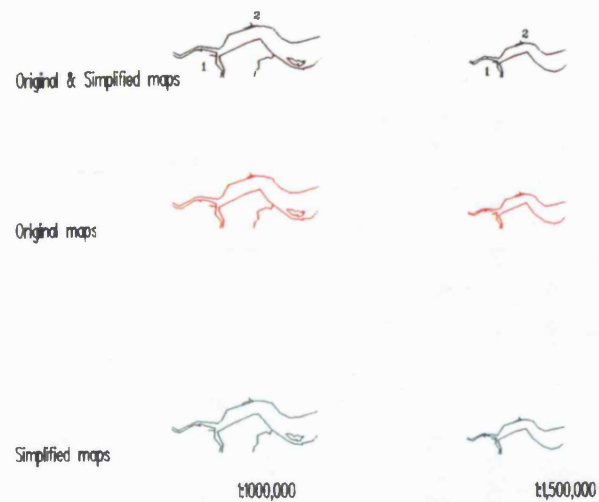 2
2
1
1
Original & Simplified maps
Original maps
Simplified maps
1:1000,000
1:1,500,000